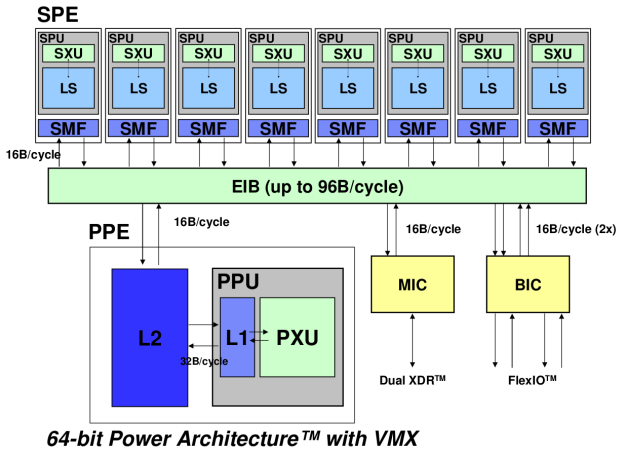 SPE
SPU SPU SPU SPU SPU SPU SPU SPU
SXU SXU SXU SXU SXU SXU SXU SXU
LS LS LS LS LS LS LS LS
SMF SMF SMF SMF SMF SMF SMF SMF
16B/cycle
EIB (up to 96B/cycle)
16B/cycle 16B/cycle 16B/cycle (2x)
PPE
PPU
L2 L1 PXU
32B/cycle
MIC BIC
Dual XDR™ FlexIO™
64-bit Power Architecture™ with VMX